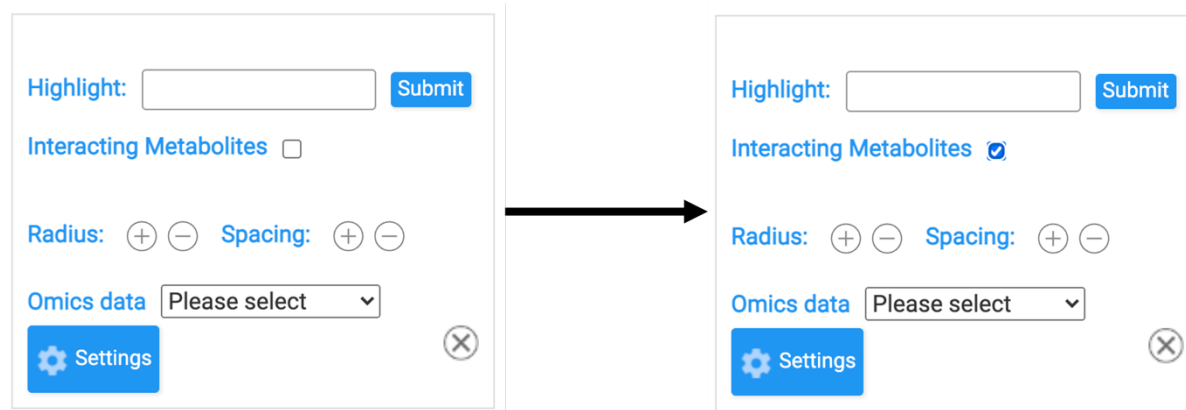 Highlight: Submit
Interacting Metabolites
Radius: Spacing:
Omics data Please select
Settings
Highlight: Submit
Interacting Metabolites
Radius: Spacing:
Omics data Please select
Settings